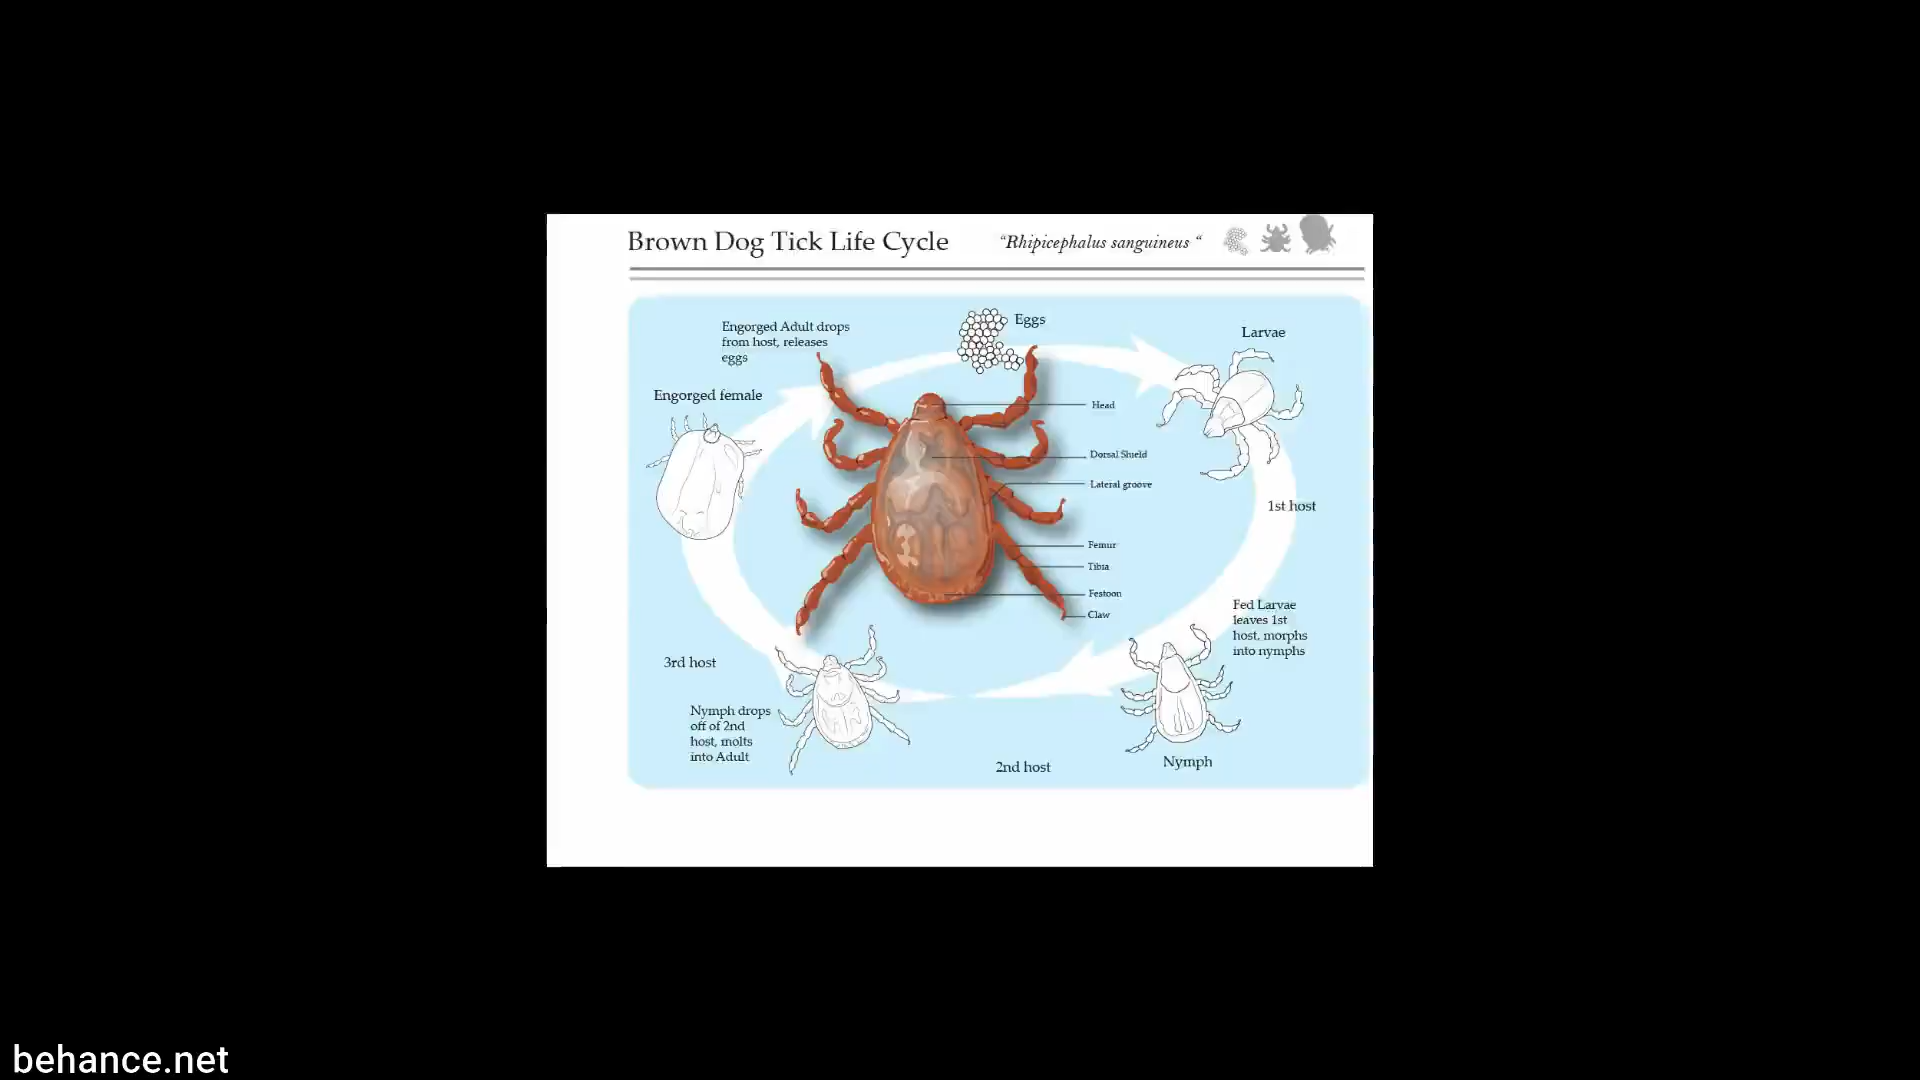 Brown Dog Tick Life Cycle
“Rhipicephalus sanguineus “
Engorged Adult drops
from host, releases
eggs
Eggs
Larvae
Engorged female
Head
Dorsal Shield
Lateral groove
1st host
Femur
Tibia
Festoon
Claw
Fed Larvae
leaves 1st
host, morphs
into nymphs
3rd host
Nymph drops
off of 2nd
host, molts
into Adult
2nd host
Nymph
behance.net